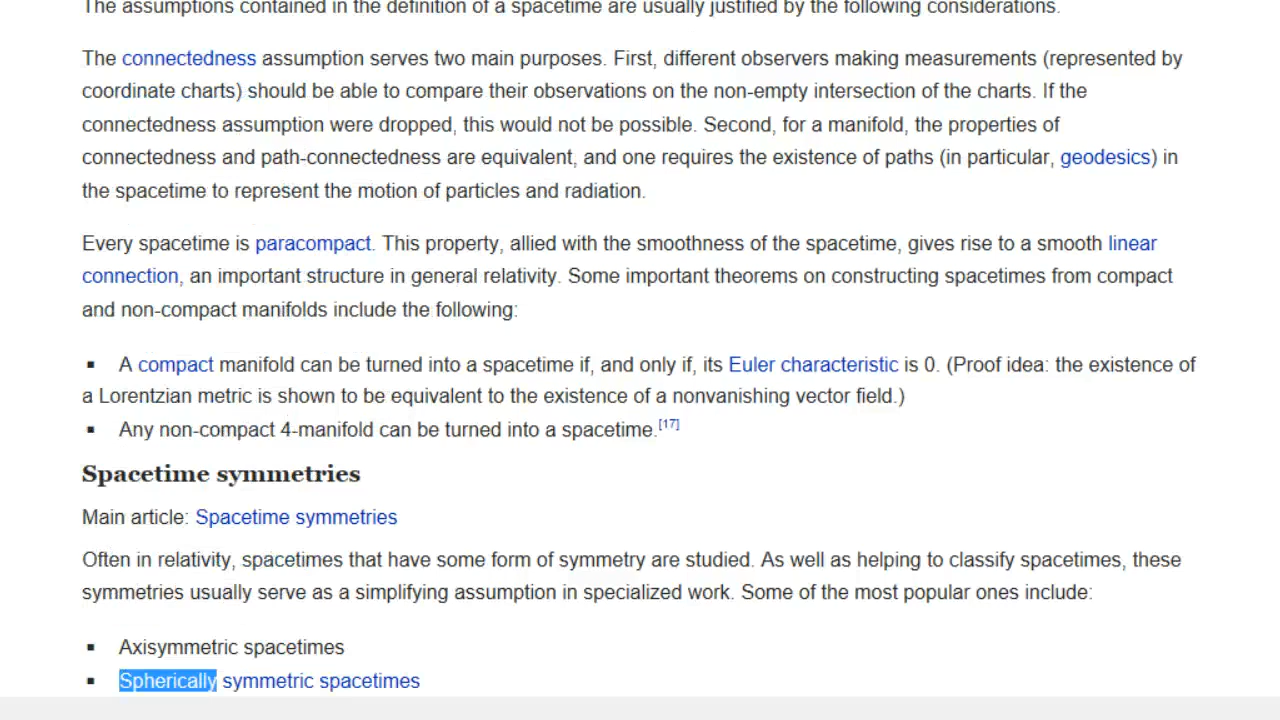 The assumptions contained in the definition of a spacetime are usually justified by the following considerations.
The connectedness assumption serves two main purposes. First, different observers making measurements (represented by
coordinate charts) should be able to compare their observations on the non-empty intersection of the charts. If the
connectedness assumption were dropped, this would not be possible. Second, for a manifold, the properties of
connectedness and path-connectedness are equivalent, and one requires the existence of paths (in particular, geodesics) in
the spacetime to represent the motion of particles and radiation.
Every spacetime is paracompact. This property, allied with the smoothness of the spacetime, gives rise to a smooth linear
connection, an important structure in general relativity. Some important theorems on constructing spacetimes from compact
and non-compact manifolds include the following:
▪ A compact manifold can be turned into a spacetime if, and only if, its Euler characteristic is 0. (Proof idea: the existence of
a Lorentzian metric is shown to be equivalent to the existence of a nonvanishing vector field.)
▪ Any non-compact 4-manifold can be turned into a spacetime.[17]
Spacetime symmetries
Main article: Spacetime symmetries
Often in relativity, spacetimes that have some form of symmetry are studied. As well as helping to classify spacetimes, these
symmetries usually serve as a simplifying assumption in specialized work. Some of the most popular ones include:
▪ Axisymmetric spacetimes
▪ Spherically symmetric spacetimes